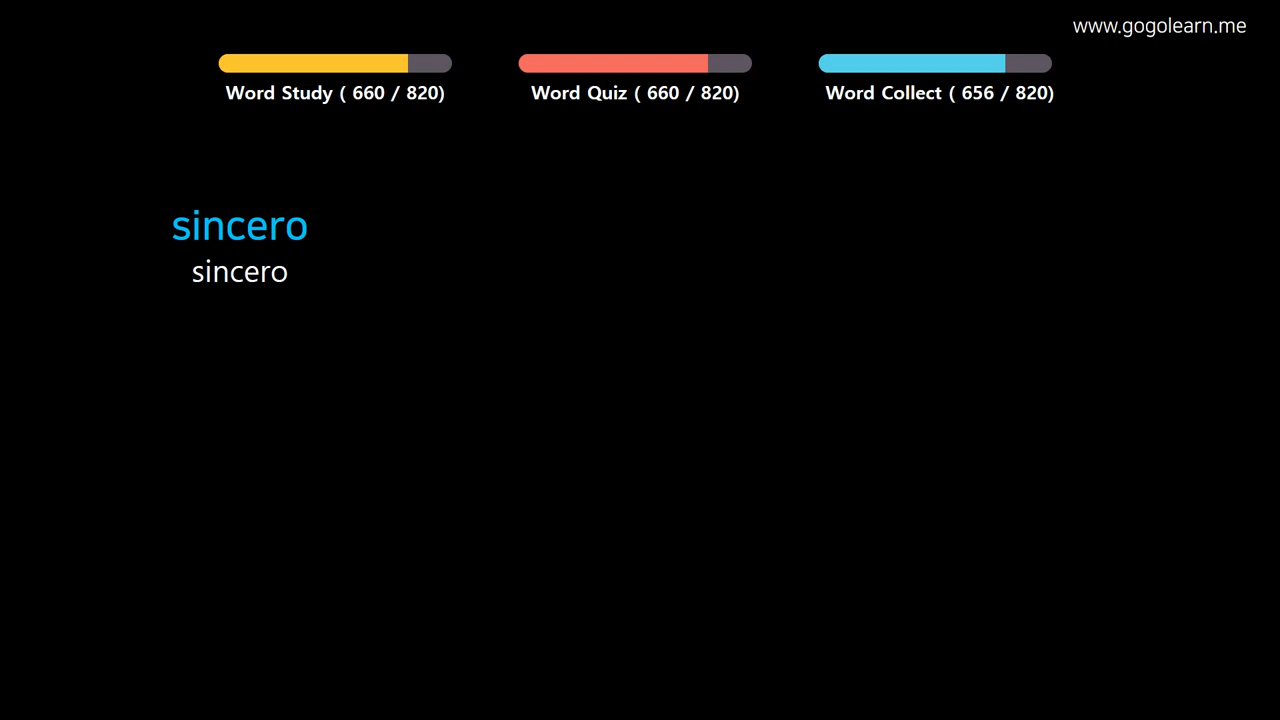 www.gogolearn.me
Word Study ( 660 / 820)
Word Quiz ( 660 / 820)
Word Collect ( 656 / 820)
sincero
sincero